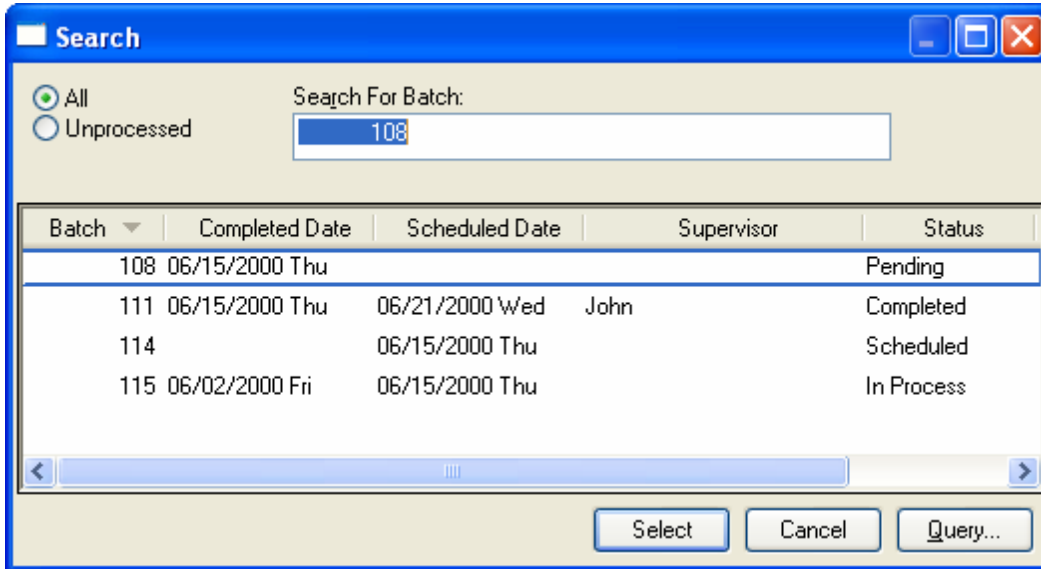 Search
All
Search For Batch:
Unprocessed
108
Batch Completed Date Scheduled Date Supervisor Status
108 06/15/2000 Thu Pending
111 06/15/2000 Thu 06/21/2000 Wed John Completed
114 06/15/2000 Thu Scheduled
115 06/02/2000 Fri 06/15/2000 Thu In Process
Select Cancel Query...